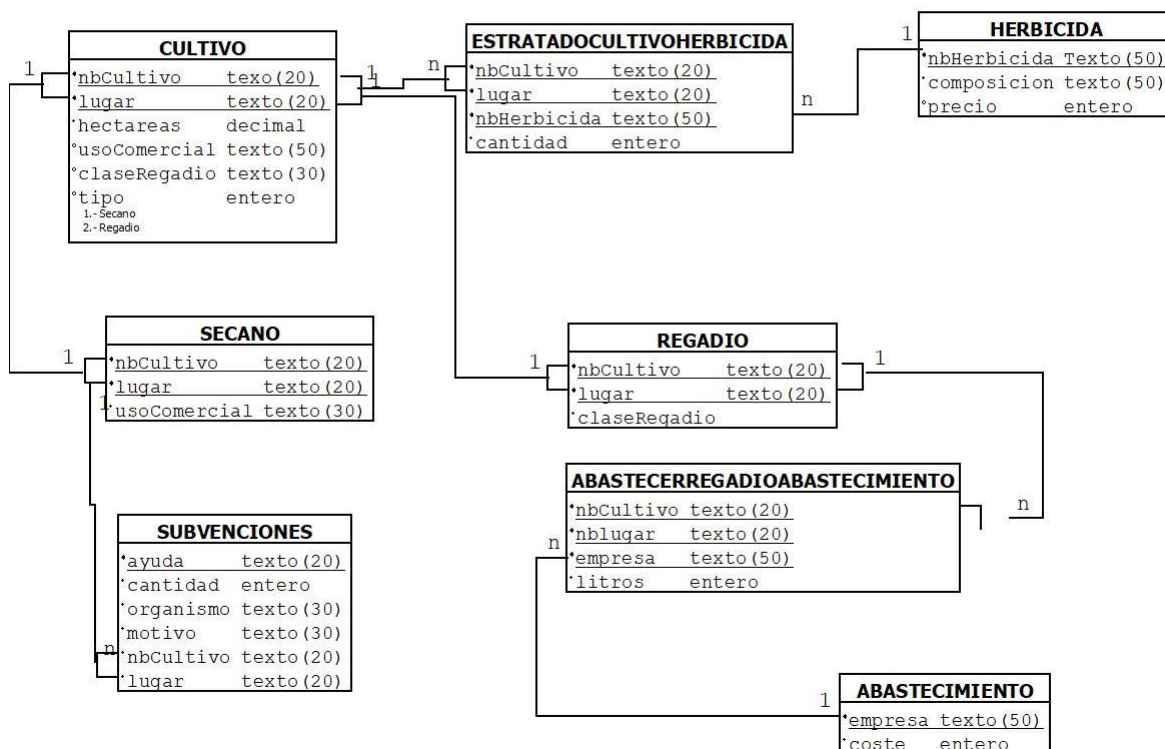 CULTIVO
nbCultivo texo(20)
lugar texto(20)
hectareas decimal
usoComercial texto(50)
claseRegadio texto(30)
tipo entero
1.- Secano
2.- Regadio
1
1
1
n
ESTRATADOCULTIVOHERBICIDA
nbCultivo texto(20)
lugar texto(20)
nbHerbicida texto(50)
cantidad entero
n
1
HERBICIDA
nbHerbicida Texto(50)
composicion texto(50)
precio entero
SECANO
nbCultivo texto(20)
lugar texto(20)
usoComercial texto(30)
1
1
REGADIO
nbCultivo texto(20)
lugar texto(20)
claseRegadio
1
1
SUBVENCIONES
ayuda texto(20)
cantidad entero
organismo texto(30)
motivo texto(30)
nbCultivo texto(20)
lugar texto(20)
n
ABASTECERREGADIOABASTECIMIENTO
nbCultivo texto(20)
nblugar texto(20)
empresa texto(50)
litros entero
n
n
1
ABASTECIMIENTO
empresa texto(50)
coste entero